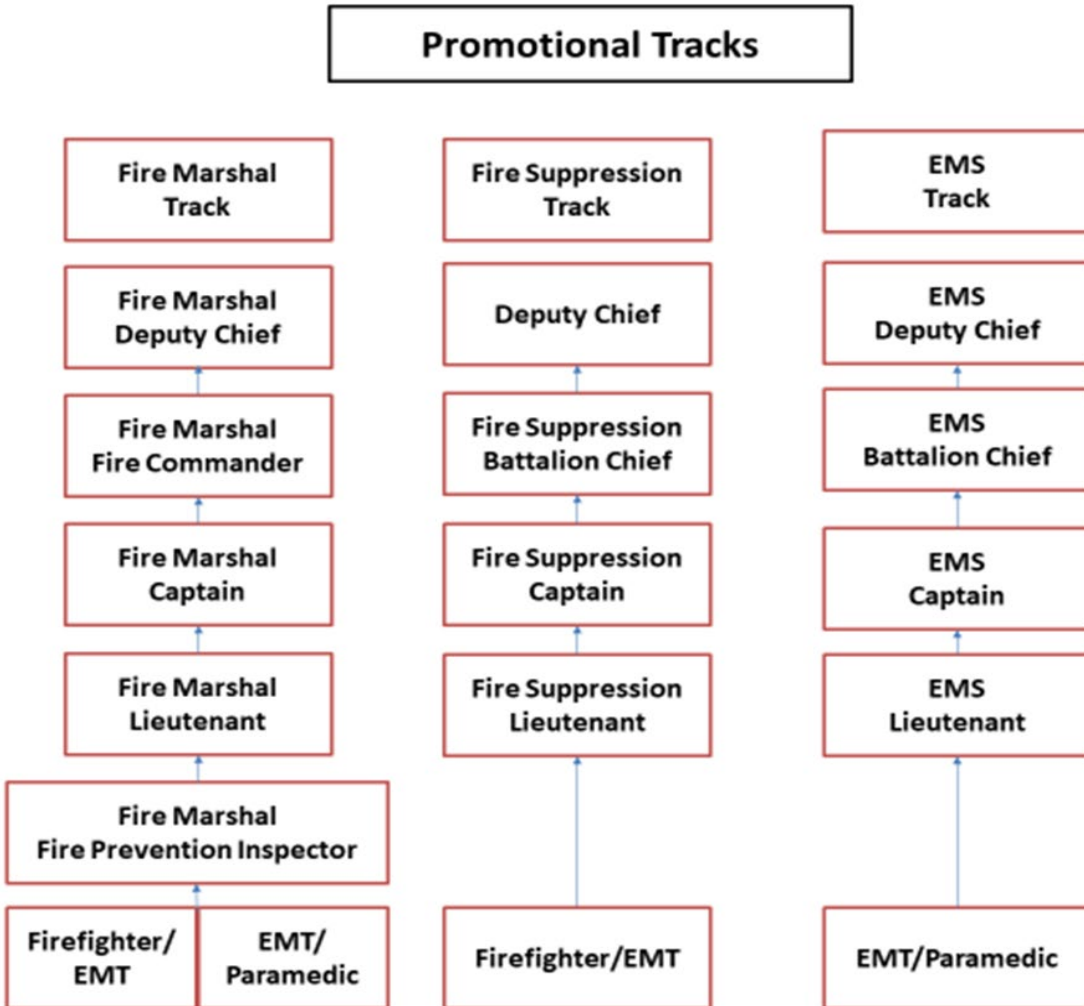 Promotional Tracks
Fire Marshal
Track
Fire Marshal
Deputy Chief
Fire Marshal
Fire Commander
Fire Marshal
Captain
Fire Marshal
Lieutenant
Fire Marshal
Fire Prevention Inspector
Firefighter/
EMT
EMT/
Paramedic
Fire Suppression
Track
Deputy Chief
Fire Suppression
Battalion Chief
Fire Suppression
Captain
Fire Suppression
Lieutenant
Firefighter/EMT
EMS
Track
EMS
Deputy Chief
EMS
Battalion Chief
EMS
Captain
EMS
Lieutenant
EMT/Paramedic